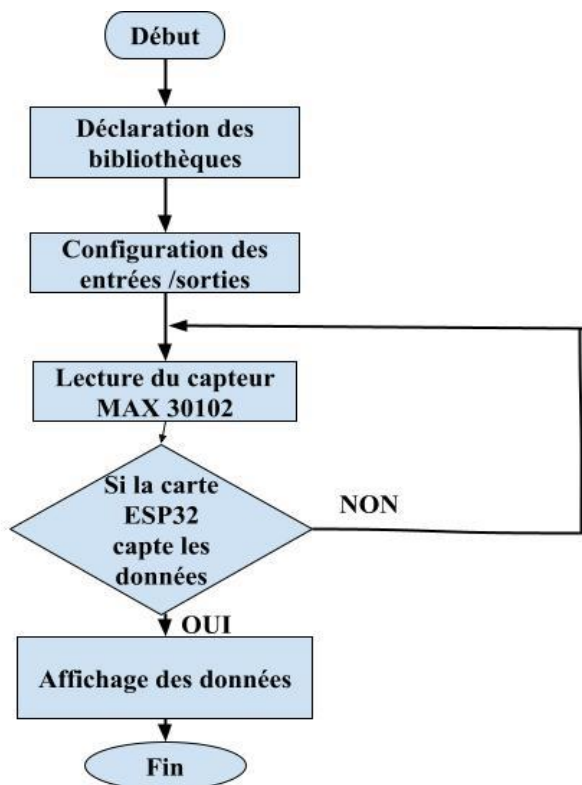 Début
Déclaration des
bibliothèques
Configuration des
entrées /sorties
Lecture du capteur
MAX 30102
Si la carte
ESP32
capte les
données
NON
OUI
Affichage des données
Fin